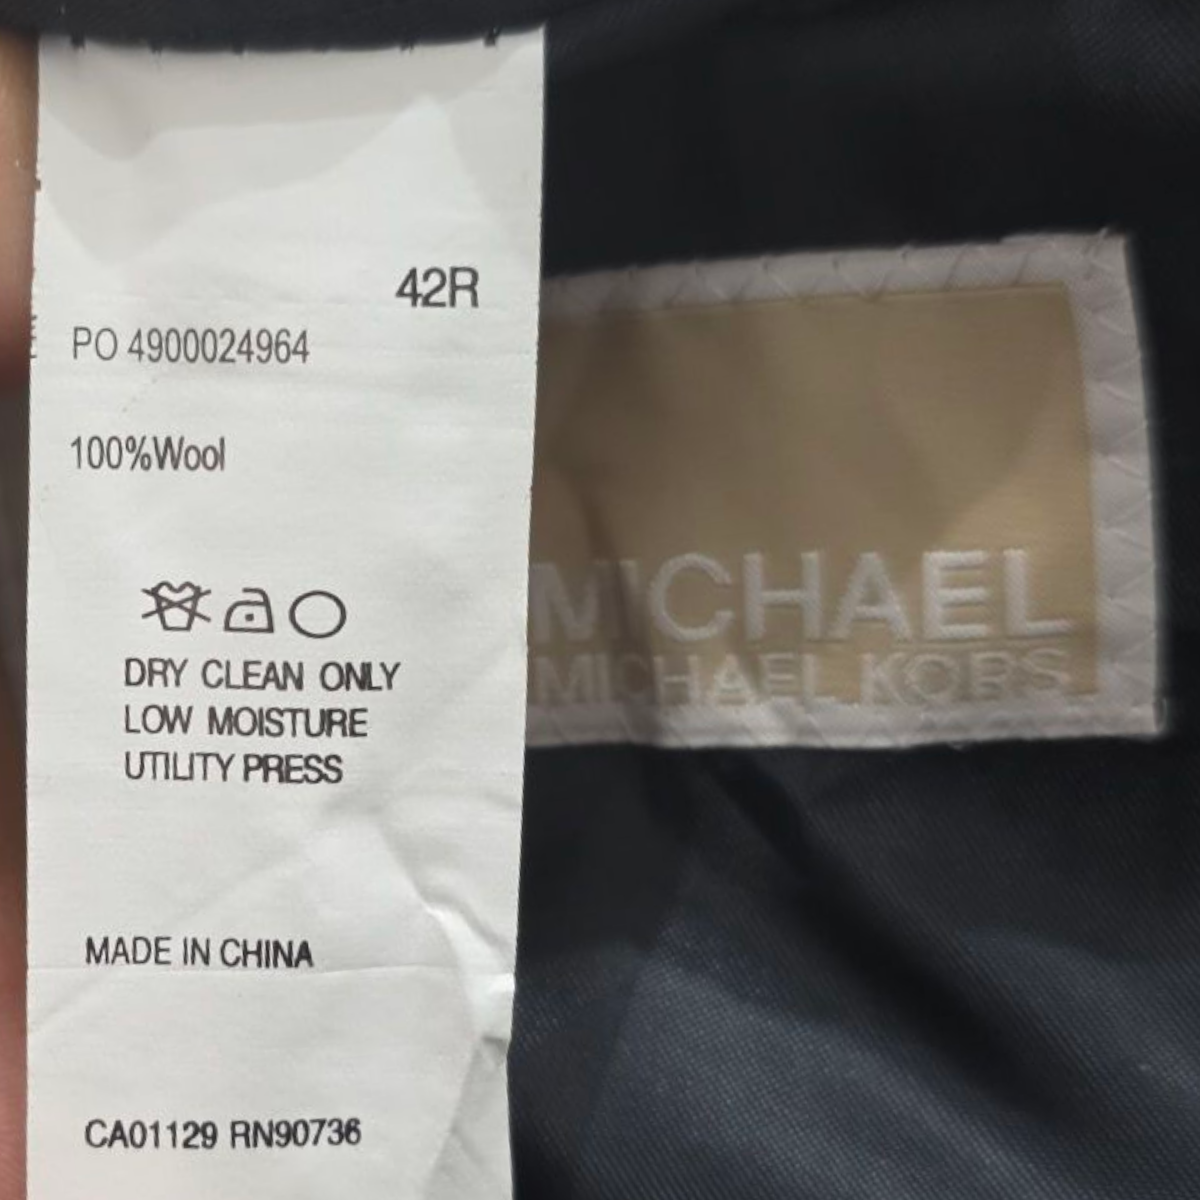 42R
PO 4900024964
100%Wool
DRY CLEAN ONLY
LOW MOISTURE
UTILITY PRESS
MADE IN CHINA
CA01129 RN90736
MICHAEL
MICHAEL KORS